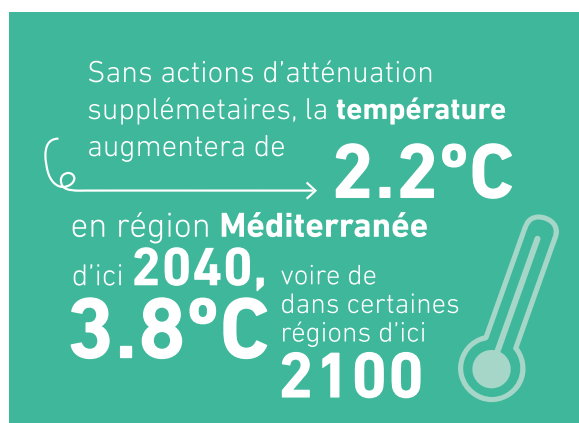 Sans actions d'atténuation
supplémetaires, la température
augmentera de 2.2°C
en région Méditerranée
d'ici 2040, voire de
3.8°C dans certaines
régions d'ici
2100